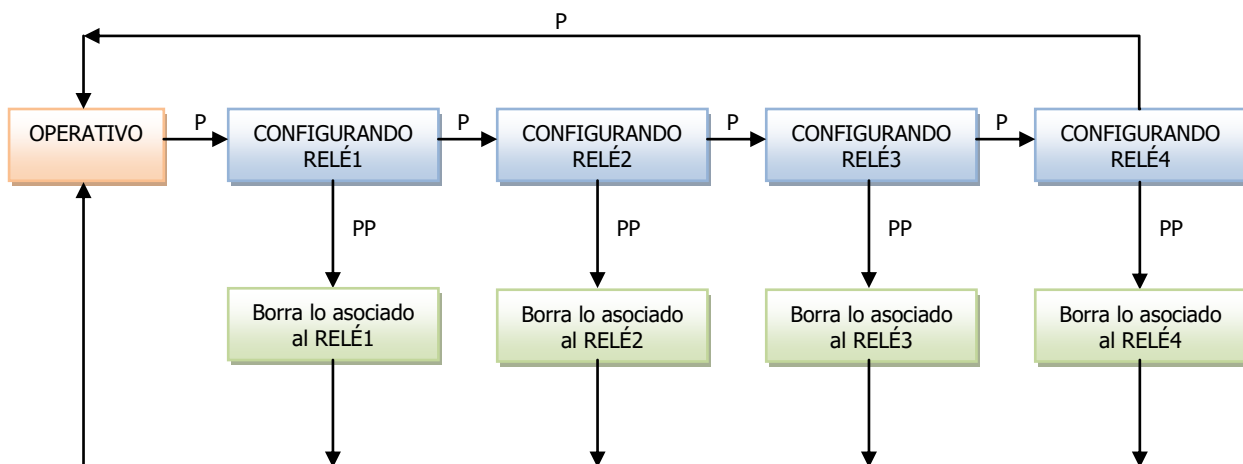 P
OPERATIVO
P
CONFIGURANDO
RELÉ1
P
CONFIGURANDO
RELÉ2
P
CONFIGURANDO
RELÉ3
P
CONFIGURANDO
RELÉ4
PP
PP
PP
PP
Borra lo asociado
al RELÉ1
Borra lo asociado
al RELÉ2
Borra lo asociado
al RELÉ3
Borra lo asociado
al RELÉ4